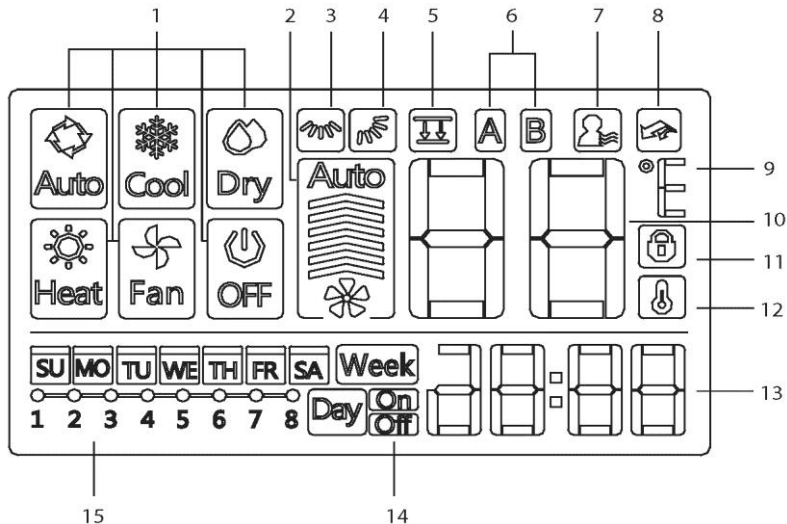 1 2 3 4 5 6 7 8
A B
Auto Cool Dry Auto
°E 9
10
11
Heat Fan OFF
12
SU MO TU WE TH FR SA Week
1 2 3 4 5 6 7 8 Day On Off 38:88 13
15 14